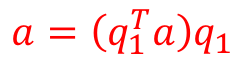 $a = (q_1^T a) q_1$